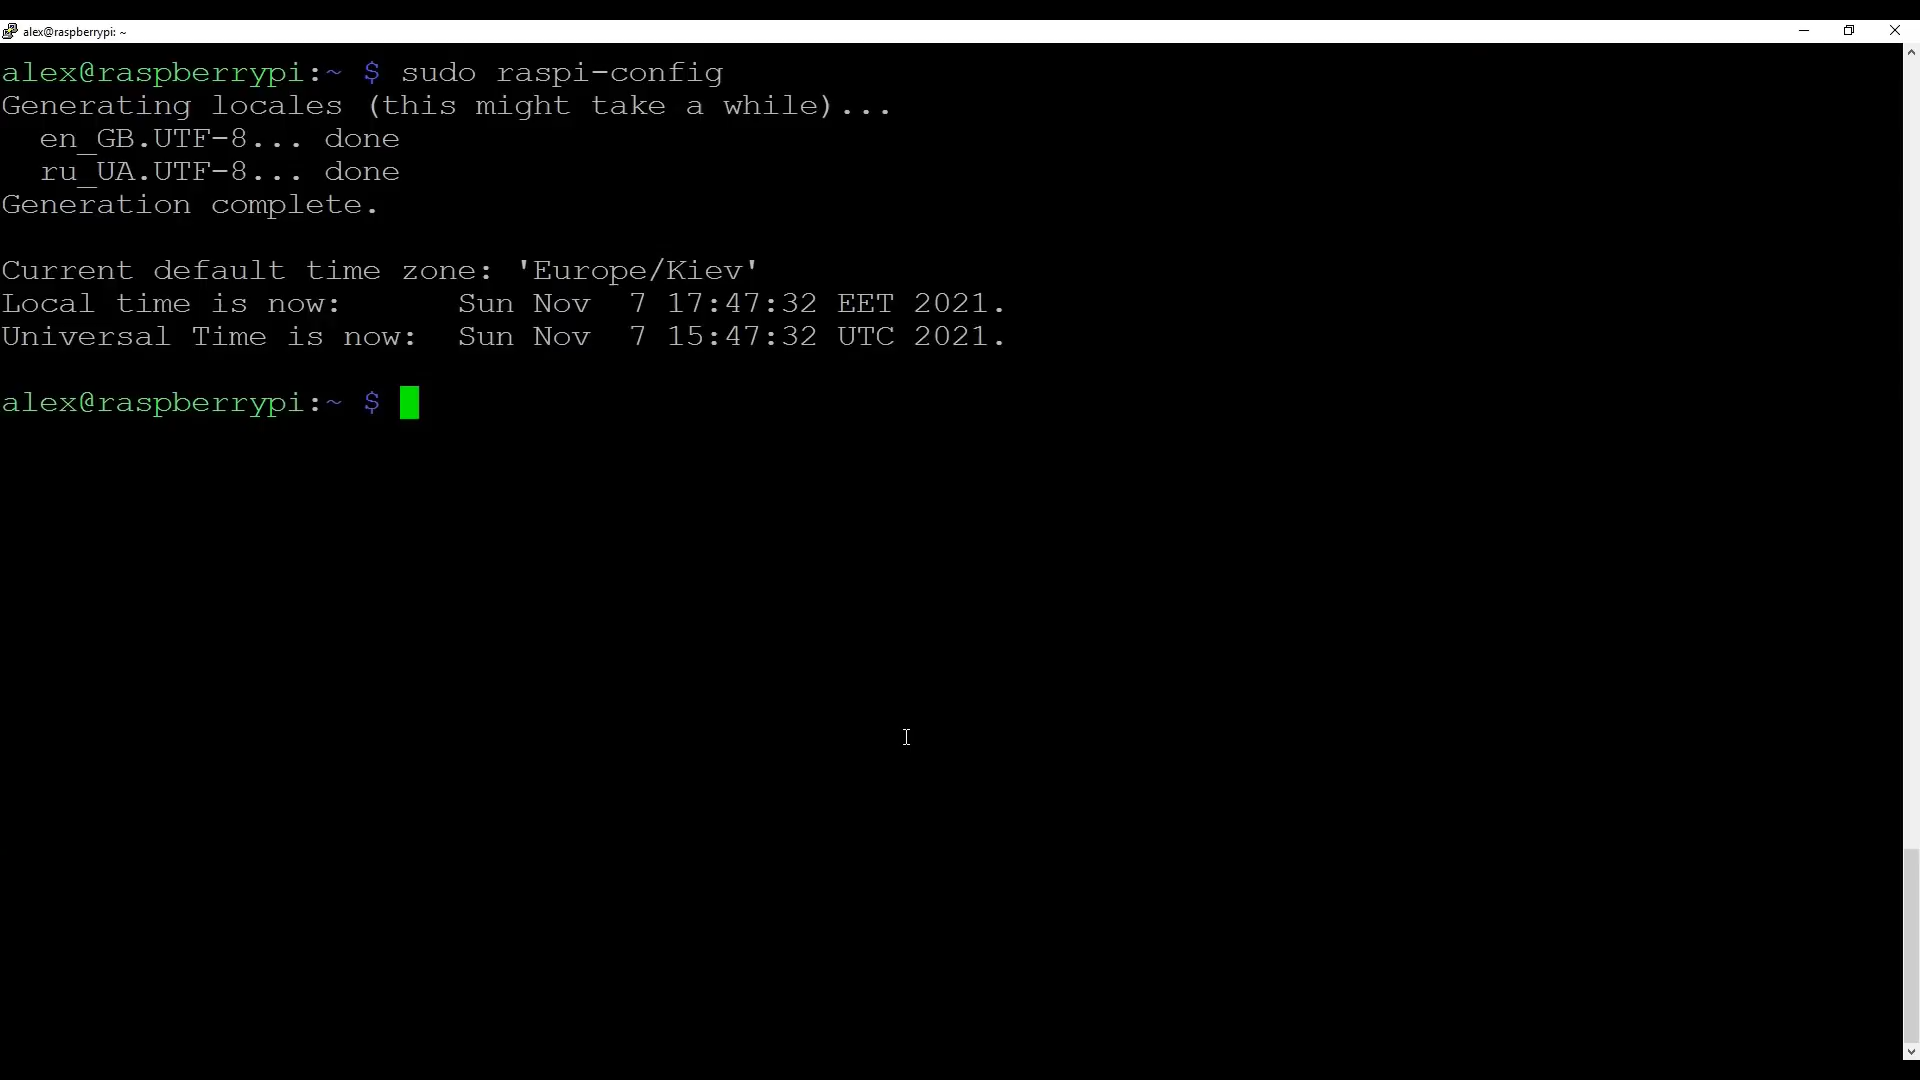 alex@raspberrypi: ~
alex@raspberrypi:~ $ sudo raspi-config
Generating locales (this might take a while)...
  en_GB.UTF-8... done
  ru_UA.UTF-8... done
Generation complete.

Current default time zone: 'Europe/Kiev'
Local time is now:      Sun Nov  7 17:47:32 EET 2021.
Universal Time is now:  Sun Nov  7 15:47:32 UTC 2021.

alex@raspberrypi:~ $